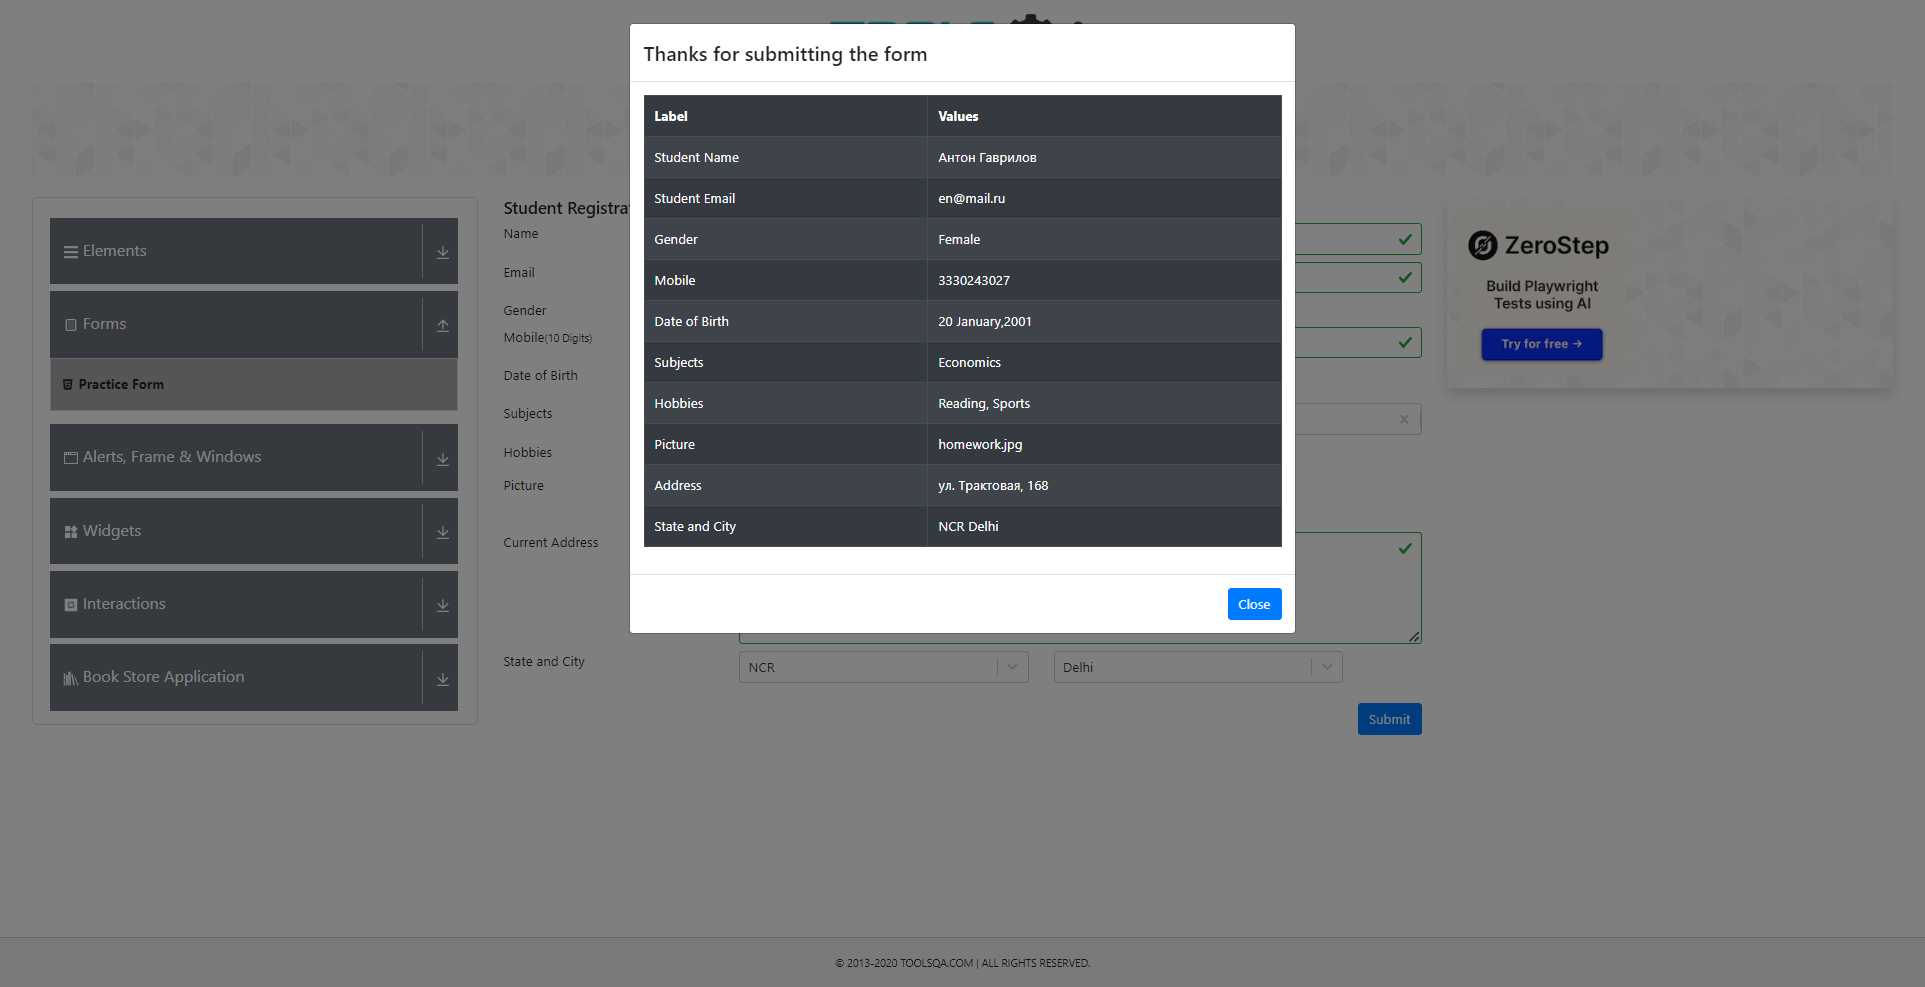 Thanks for submitting the form
Label Values
Student Name Антон Гаврилов
Student Email en@mail.ru
Gender Female
Mobile 3330243027
Date of Birth 20 January,2001
Subjects Economics
Hobbies Reading, Sports
Picture homework.jpg
Address ул. Трактовая, 168
State and City NCR Delhi
Close
Elements
Forms
Practice Form
Alerts, Frame & Windows
Widgets
Interactions
Book Store Application
Student Registra
Name
Email
Gender
Mobile(10 Digits)
Date of Birth
Subjects
Hobbies
Picture
Current Address
State and City NCR Delhi
Submit
ZeroStep
Build Playwright
Tests using AI
Try for free →
© 2013-2020 TOOLSQA.COM | ALL RIGHTS RESERVED.